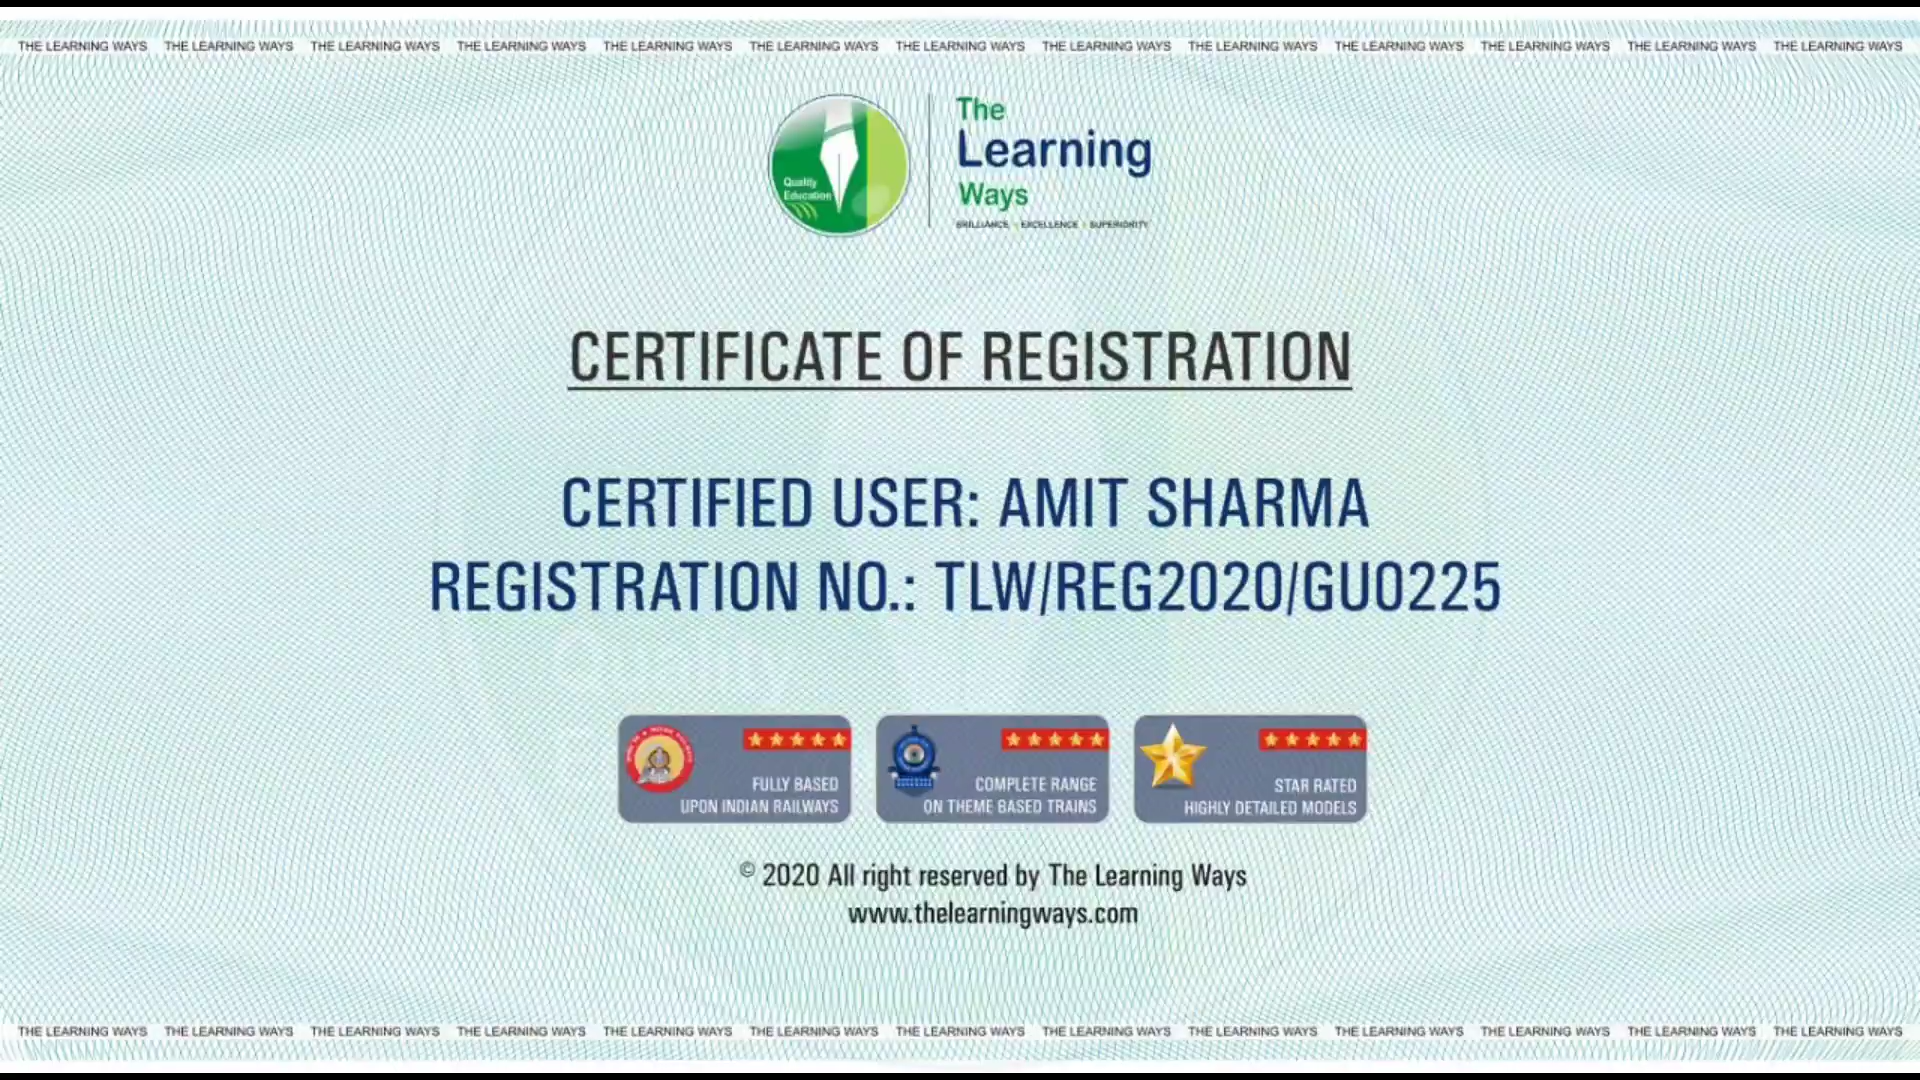 THE LEARNING WAYS THE LEARNING WAYS THE LEARNING WAYS THE LEARNING WAYS THE LEARNING WAYS THE LEARNING WAYS THE LEARNING WAYS THE LEARNING WAYS THE LEARNING WAYS THE LEARNING WAYS THE LEARNING WAYS THE LEARNING WAYS THE LEARNING WAYS
Quality
Education
The
Learning
Ways
BRILLIANCE EXCELLENCE SUPERIORITY
CERTIFICATE OF REGISTRATION
CERTIFIED USER: AMIT SHARMA
REGISTRATION NO.: TLW/REG2020/GU0225
FULLY BASED
UPON INDIAN RAILWAYS
COMPLETE RANGE
ON THEME BASED TRAINS
STAR RATED
HIGHLY DETAILED MODELS
© 2020 All right reserved by The Learning Ways
www.thelearningways.com
THE LEARNING WAYS THE LEARNING WAYS THE LEARNING WAYS THE LEARNING WAYS THE LEARNING WAYS THE LEARNING WAYS THE LEARNING WAYS THE LEARNING WAYS THE LEARNING WAYS THE LEARNING WAYS THE LEARNING WAYS THE LEARNING WAYS THE LEARNING WAYS